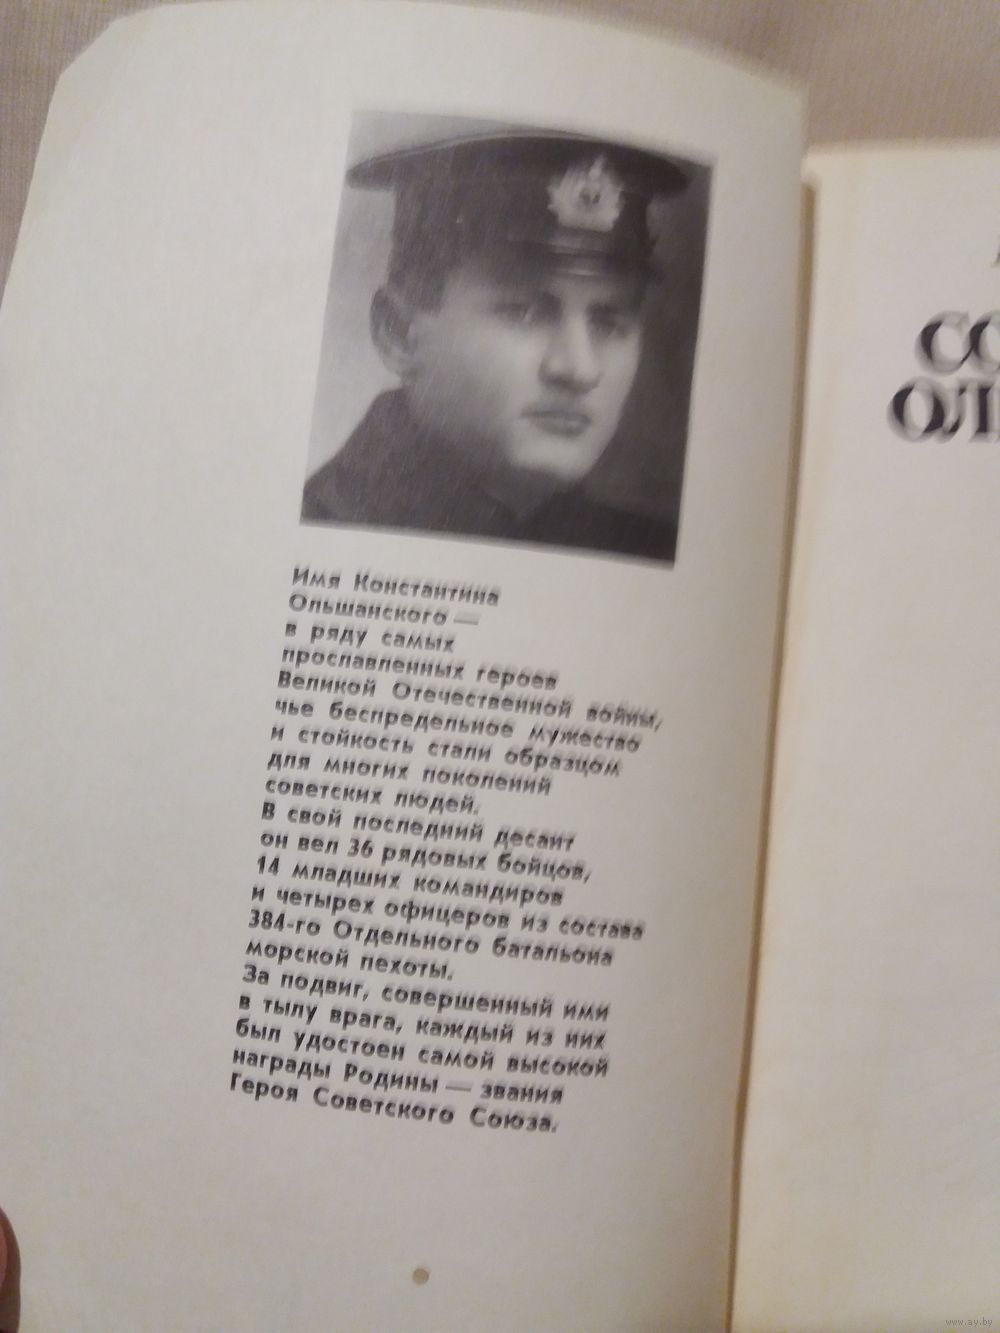 Имя Константина
Ольшанского —
в ряду самых
прославленных героев
Великой Отечественной войны,
чье беспредельное мужество
и стойкость стали образцом
для многих поколений
советских людей.
В свой последний десант
он вел 36 рядовых бойцов,
14 младших командиров
и четырех офицеров из состава
384-го Отдельного батальона
морской пехоты.
За подвиг, совершенный ими
в тылу врага, каждый из них
был удостоен самой высокой
награды Родины — звания
Героя Советского Союза.
www.ay.by